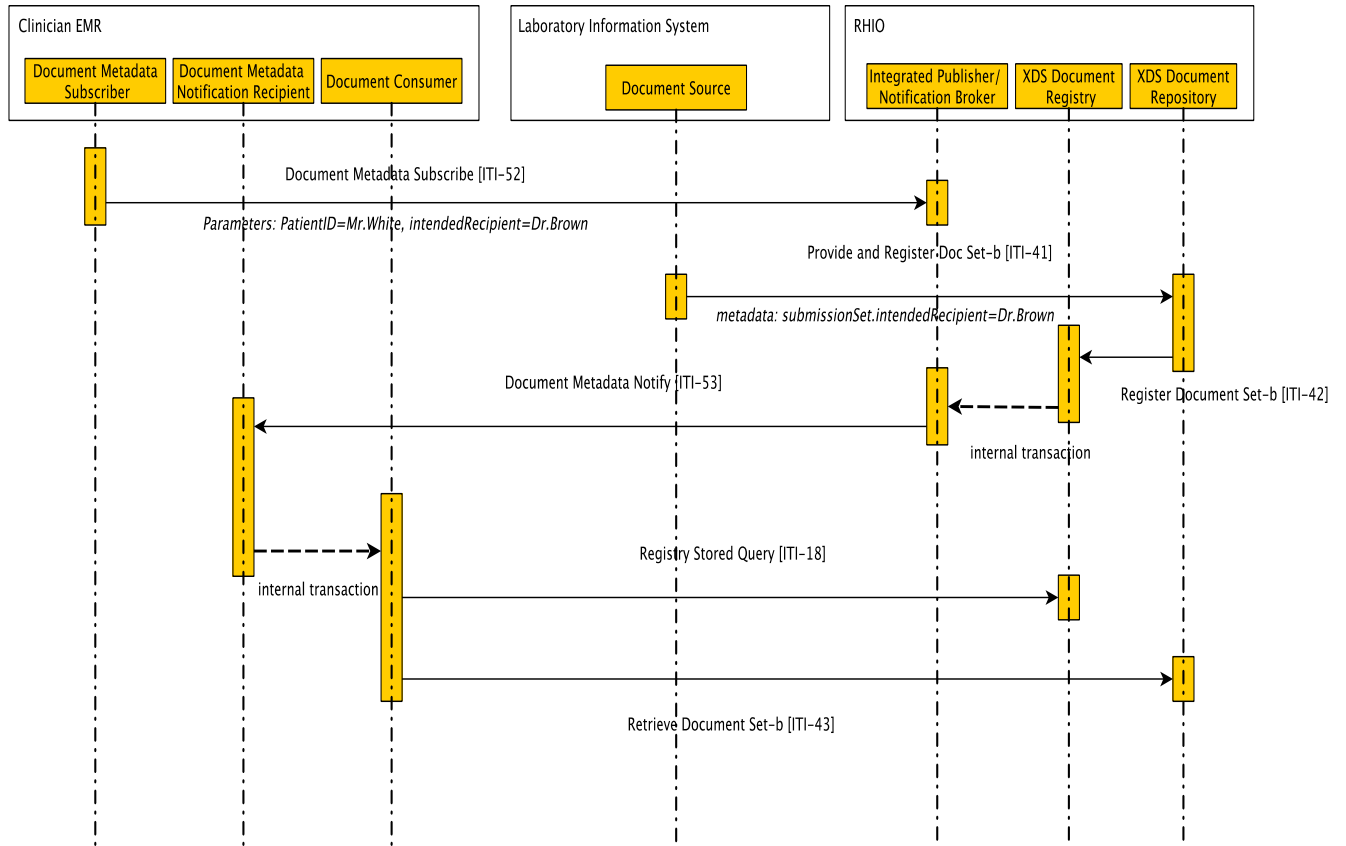 Clinician EMR
Laboratory Information System
RHIO
Document Metadata
Subscriber
Document Metadata
Notification Recipient
Document Consumer
Document Source
Integrated Publisher/
Notification Broker
XDS Document
Registry
XDS Document
Repository
Document Metadata Subscribe [ITI-52]
Parameters: PatientID=Mr.White, intendedRecipient=Dr.Brown
Provide and Register Doc Set-b [ITI-41]
metadata: submissionSet.intendedRecipient=Dr.Brown
Document Metadata Notify [ITI-53]
Register Document Set-b [ITI-42]
internal transaction
Registry Stored Query [ITI-18]
internal transaction
Retrieve Document Set-b [ITI-43]